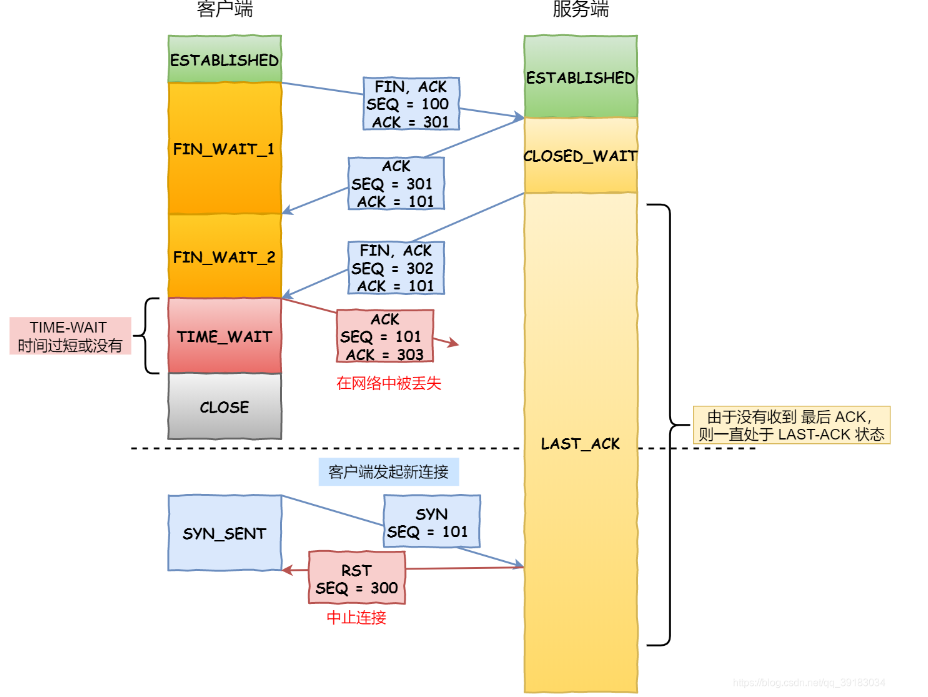 客户端
服务端
ESTABLISHED
ESTABLISHED
FIN, ACK
SEQ = 100
ACK = 301
FIN_WAIT_1
CLOSED_WAIT
ACK
SEQ = 301
ACK = 101
FIN_WAIT_2
FIN, ACK
SEQ = 302
ACK = 101
TIME-WAIT
时间过短或没有
TIME_WAIT
ACK
SEQ = 101
ACK = 303
在网络中被丢失
CLOSE
LAST_ACK
由于没有收到 最后 ACK，
则一直处于 LAST-ACK 状态
客户端发起新连接
SYN_SENT
SYN
SEQ = 101
RST
SEQ = 300
中止连接
https://blog.csdn.net/qq_39183034